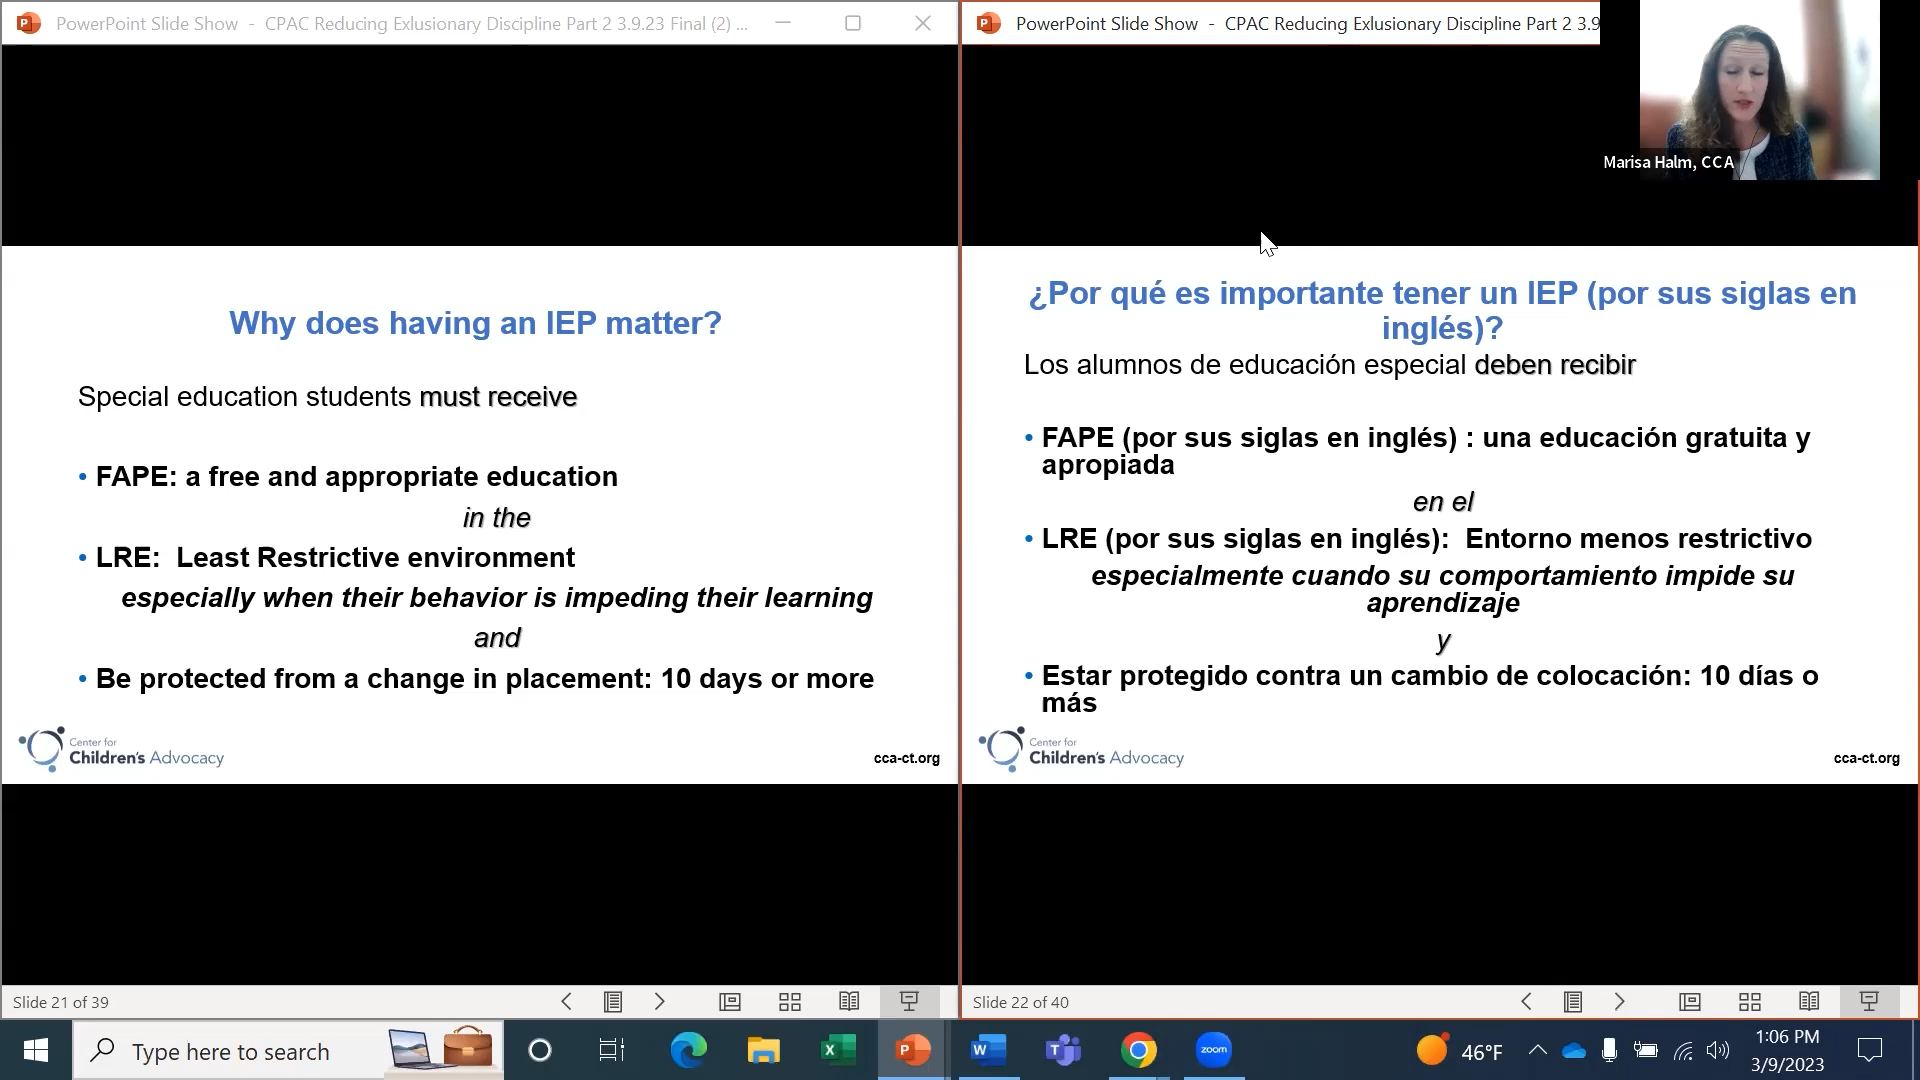 PowerPoint Slide Show - CPAC Reducing Exlusionary Discipline Part 2 3.9.23 Final (2) ...
PowerPoint Slide Show - CPAC Reducing Exlusionary Discipline Part 2 3.9
Marisa Halm, CCA
Why does having an IEP matter?
Special education students must receive
• FAPE: a free and appropriate education
in the
• LRE: Least Restrictive environment
especially when their behavior is impeding their learning
and
• Be protected from a change in placement: 10 days or more
Center for
Children's Advocacy
cca-ct.org
¿Por qué es importante tener un IEP (por sus siglas en
inglés)?
Los alumnos de educación especial deben recibir
• FAPE (por sus siglas en inglés) : una educación gratuita y
apropiada
en el
• LRE (por sus siglas en inglés): Entorno menos restrictivo
especialmente cuando su comportamiento impide su
aprendizaje
y
• Estar protegido contra un cambio de colocación: 10 días o
más
Center for
Children's Advocacy
cca-ct.org
Slide 21 of 39
Slide 22 of 40
Type here to search
zoom
46°F
1:06 PM
3/9/2023